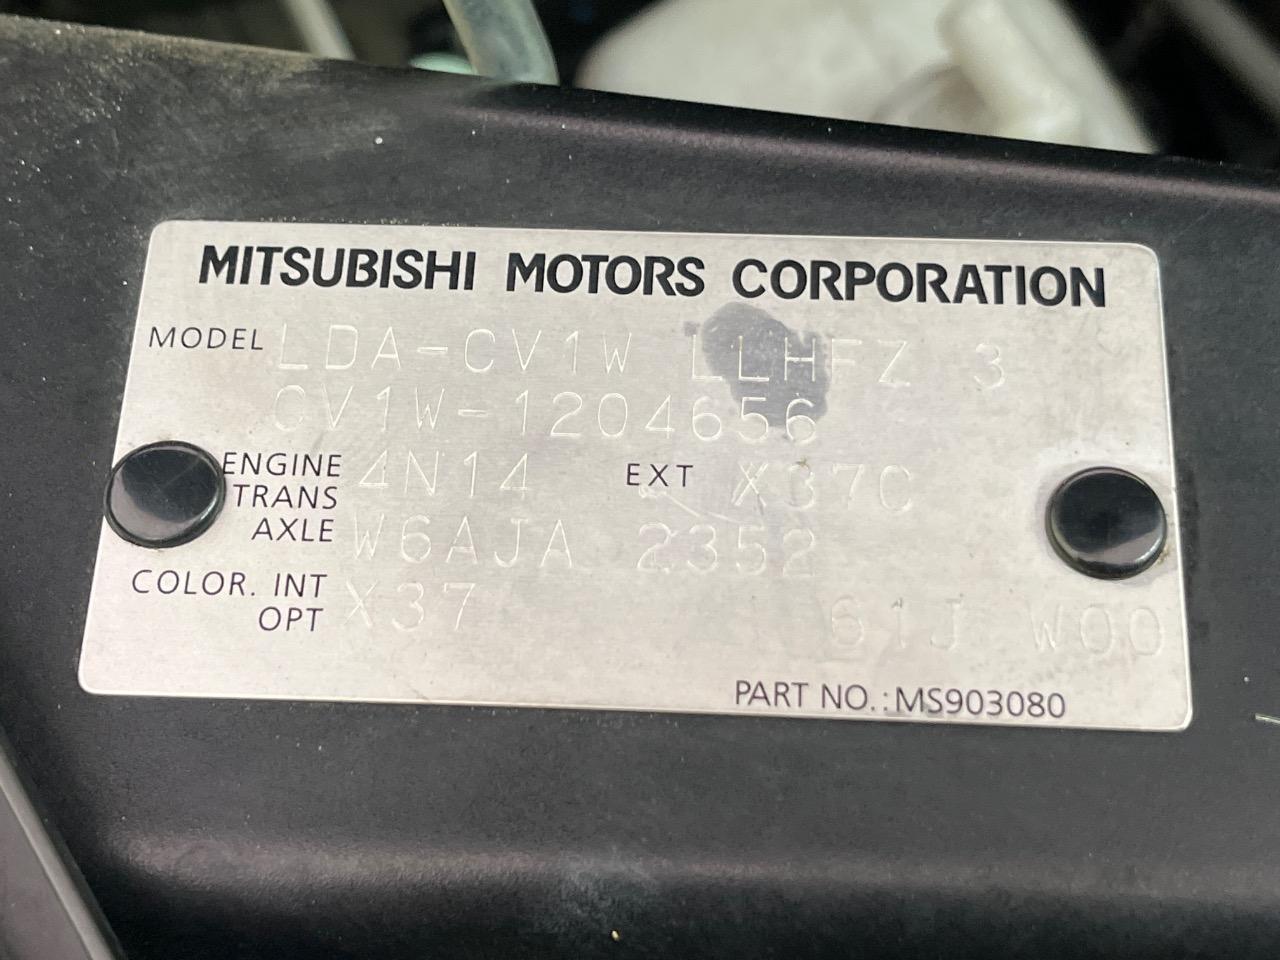 MITSUBISHI MOTORS CORPORATION
MODEL LDA-CV1W LLHFZ 3
CV1W-1204656
ENGINE 4N14 EXT X37C
TRANS
AXLE W6AJA 2352
COLOR. INT X37
OPT 61J W00
PART NO.:MS903080